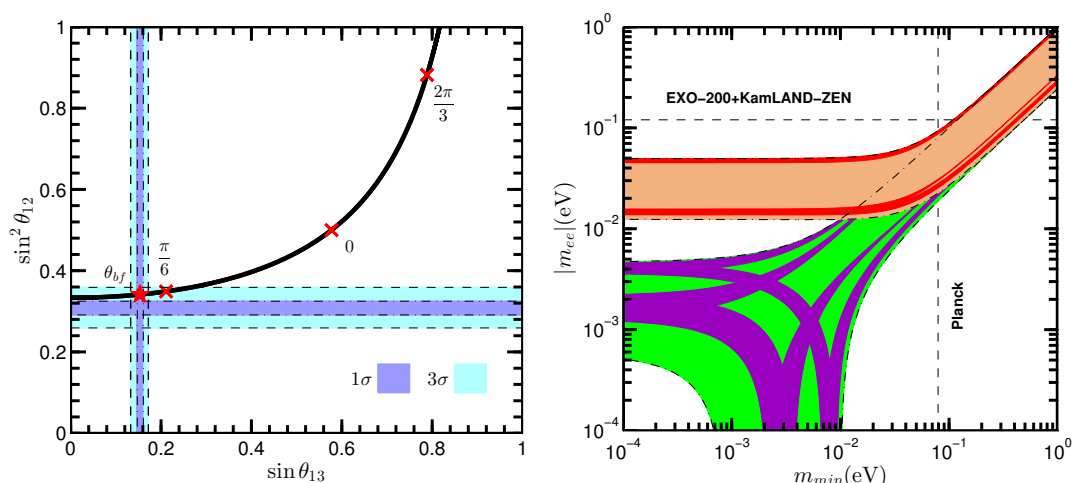 1
0.8
0.6
0.4
0.2
0
sin² θ₁₂
θ_bf
π/6
0
2π/3
1σ
3σ
0 0.2 0.4 0.6 0.8 1
sin θ₁₃
10⁰
10⁻¹
10⁻²
10⁻³
10⁻⁴
|m_ee|(eV)
EXO–200+KamLAND–ZEN
Planck
10⁻⁴ 10⁻³ 10⁻² 10⁻¹ 10⁰
m_min(eV)